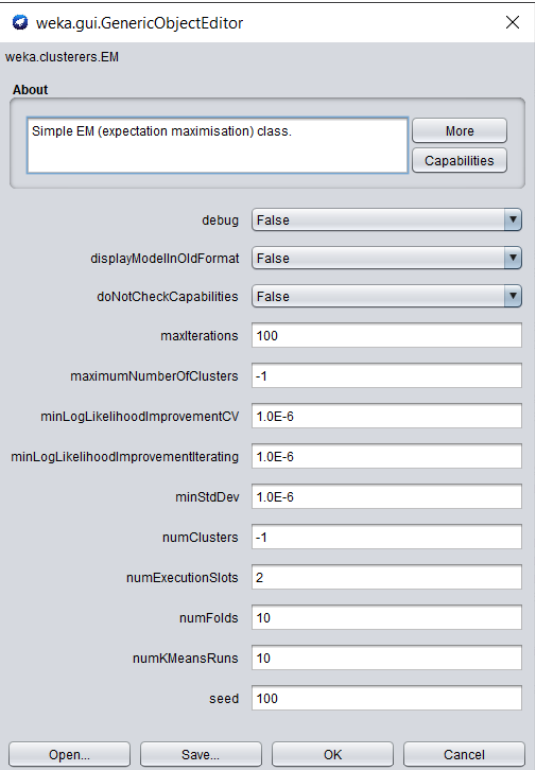 weka.gui.GenericObjectEditor
weka.clusterers.EM
About
Simple EM (expectation maximisation) class.
More
Capabilities
debug False
displayModelInOldFormat False
doNotCheckCapabilities False
maxIterations 100
maximumNumberOfClusters -1
minLogLikelihoodImprovementCV 1.0E-6
minLogLikelihoodImprovementIterating 1.0E-6
minStdDev 1.0E-6
numClusters -1
numExecutionSlots 2
numFolds 10
numKMeansRuns 10
seed 100
Open... Save... OK Cancel